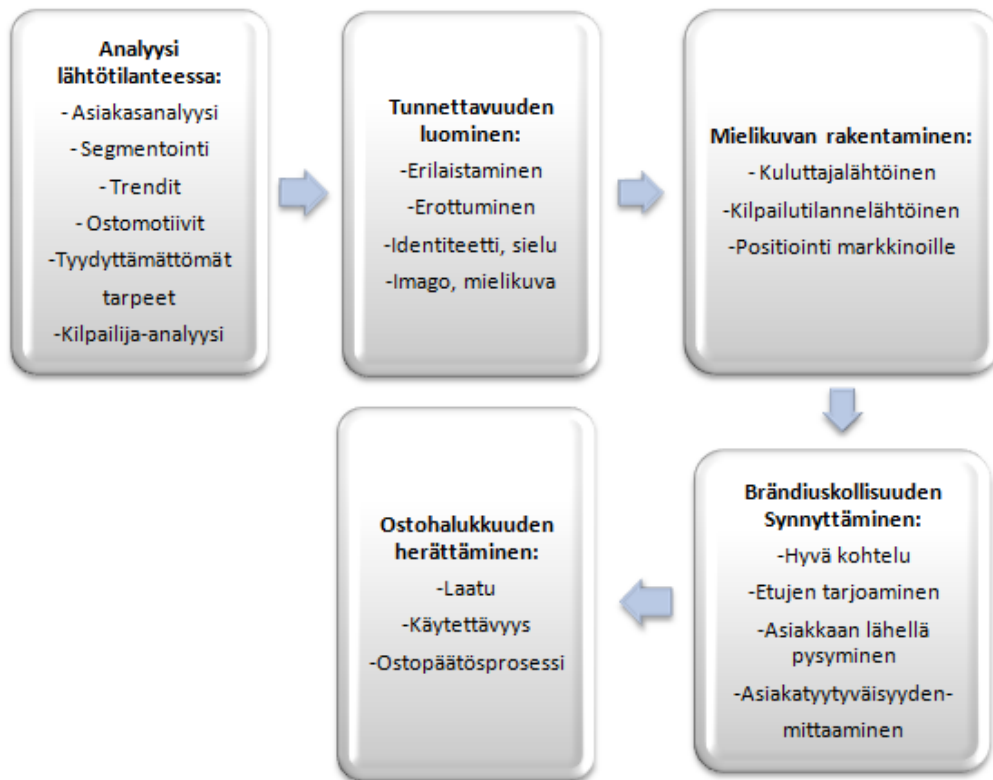 Analyysi
lähtötilanteessa:
- Asiakasanalyysi
- Segmentointi
-Trendit
- Ostomotiivit
-Tyydyttämättömät
tarpeet
-Kilpailija-analyysi
Tunnettavuuden
luominen:
-Erilaistaminen
-Erottuminen
-Identiteetti, sielu
-Imago, mielikuva
Mielikuvan rakentaminen:
- Kuluttajalähtöinen
-Kilpailutilannelähtöinen
-Positiointi markkinoille
Brändiuskollisuuden
Synnyttäminen:
-Hyvä kohtelu
-Etujen tarjoaminen
-Asiakkaan lähellä
pysyminen
-Asiakatyytyväisyyden-
mittaaminen
Ostohalukkuuden
herättäminen:
-Laatu
-Käytettävyys
-Ostopäätösprosessi